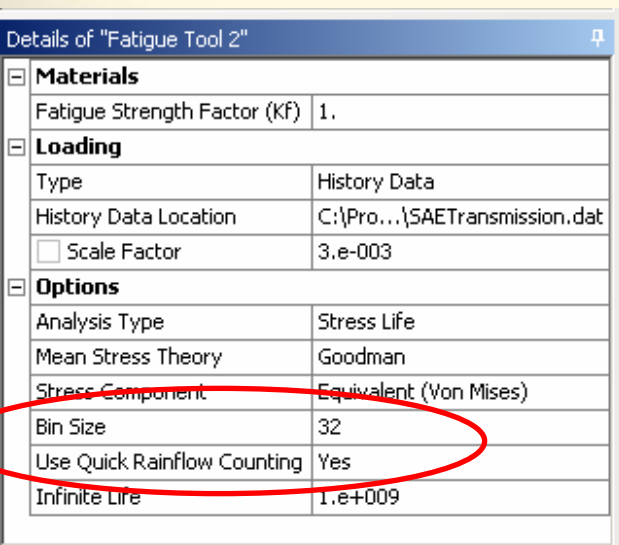 Details of "Fatigue Tool 2"
Materials
Fatigue Strength Factor (Kf) 1.
Loading
Type History Data
History Data Location C:\Pro...\SAETransmission.dat
Scale Factor 3.e-003
Options
Analysis Type Stress Life
Mean Stress Theory Goodman
Stress Component Equivalent (Von Mises)
Bin Size 32
Use Quick Rainflow Counting Yes
Infinite Life 1.e+009